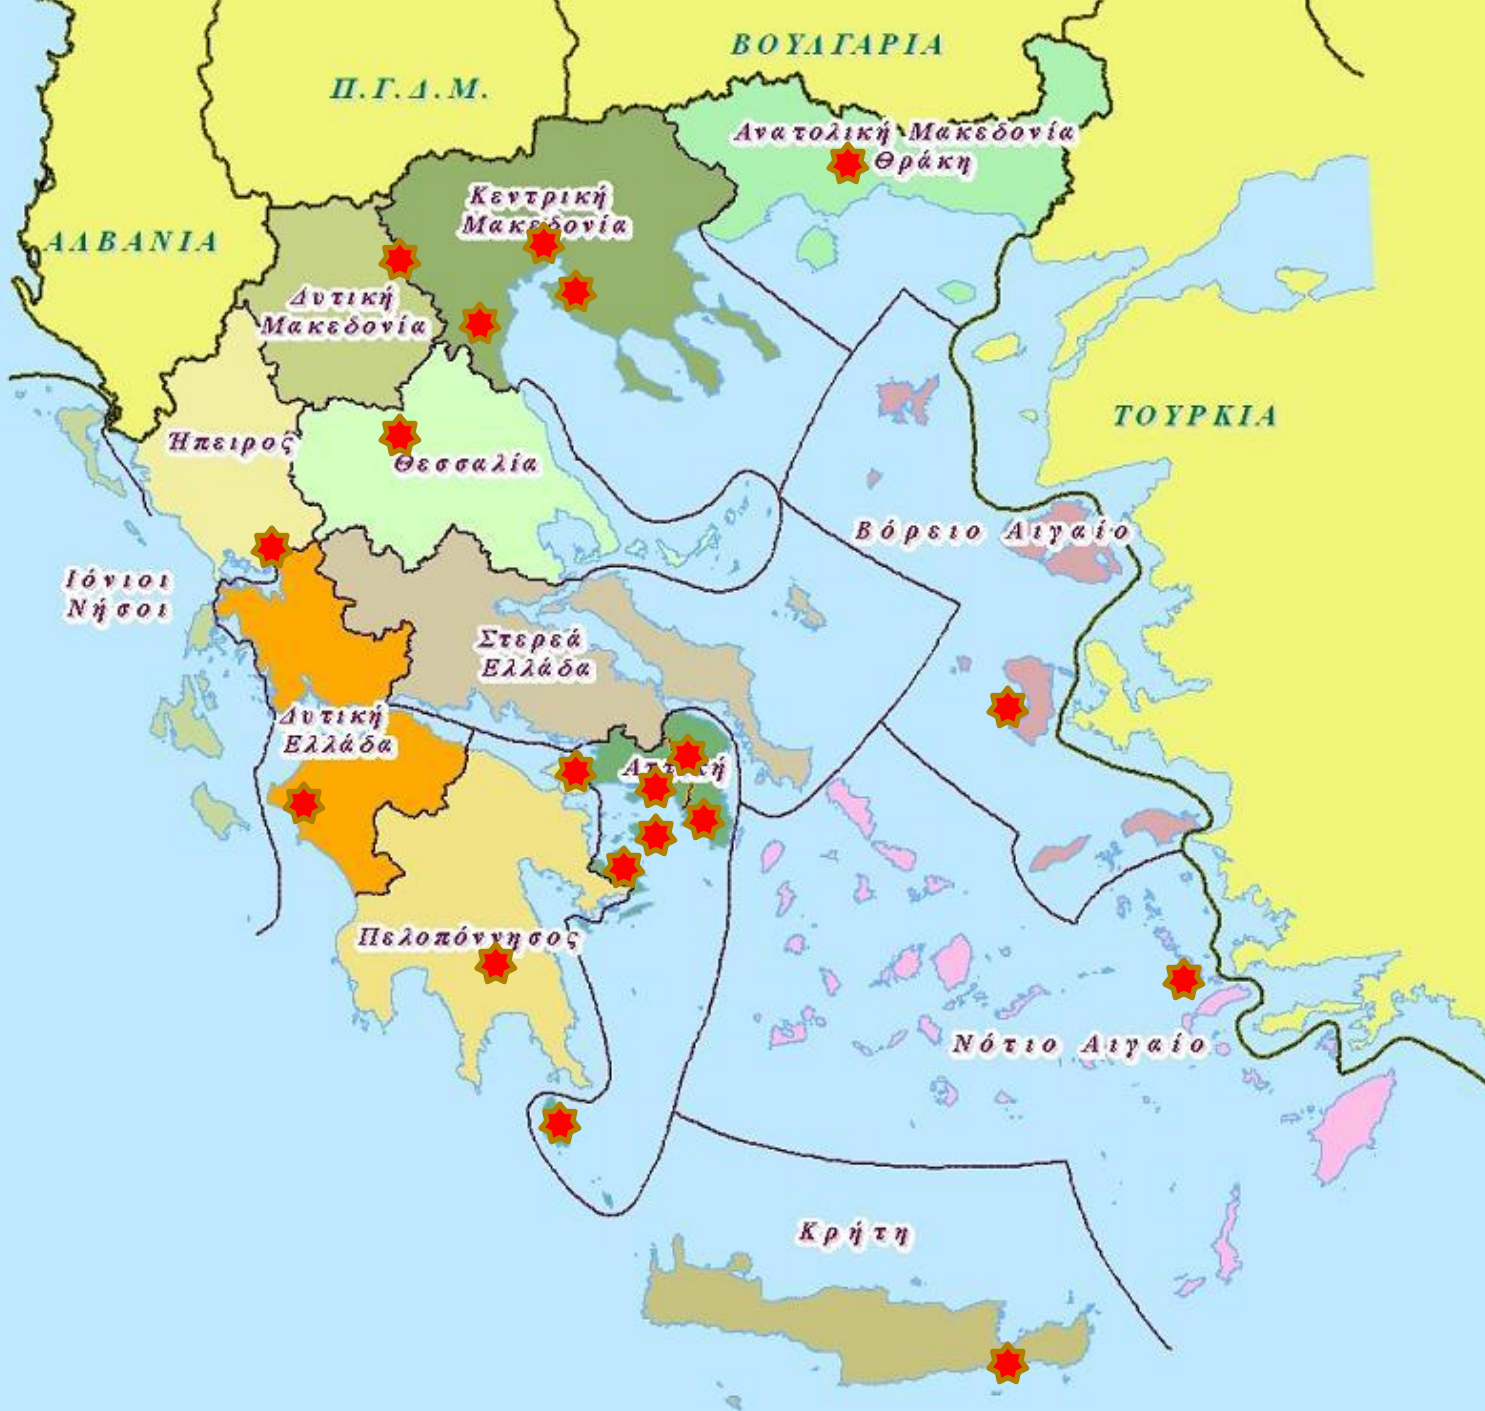 ΒΟΥΛΓΑΡΙΑ
Π.Γ.Δ.Μ.
Ανατολική Μακεδονία
Θράκη
Κεντρική
Μακεδονία
ΑΛΒΑΝΙΑ
Δυτική
Μακεδονία
ΤΟΥΡΚΙΑ
Ήπειρος
Θεσσαλία
Βόρειο Αιγαίο
Ιόνιοι
Νήσοι
Στερεά
Ελλάδα
Δυτική
Ελλάδα
Αττική
Πελοπόννησος
Νότιο Αιγαίο
Κρήτη